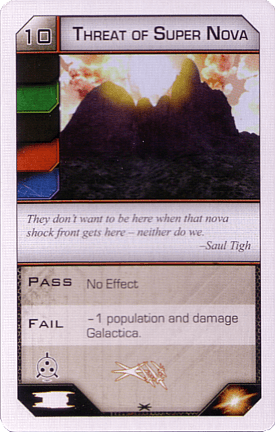 10 Threat of Super Nova
They don't want to be here when that nova
shock front gets here – neither do we.
–Saul Tigh
Pass No Effect
Fail –1 population and damage
Galactica.